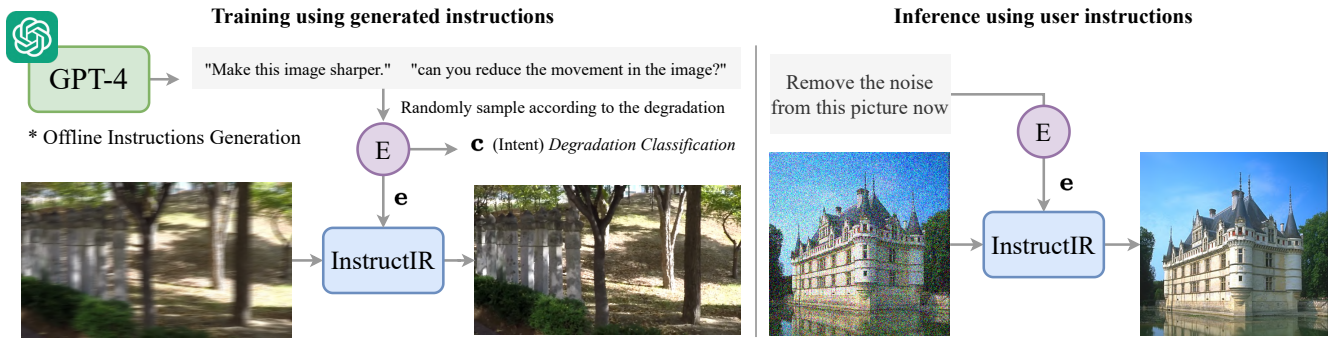 Training using generated instructions
GPT-4
"Make this image sharper." "can you reduce the movement in the image?"
Randomly sample according to the degradation
* Offline Instructions Generation
E
c (Intent) Degradation Classification
e
InstructIR
Inference using user instructions
Remove the noise
from this picture now
E
e
InstructIR